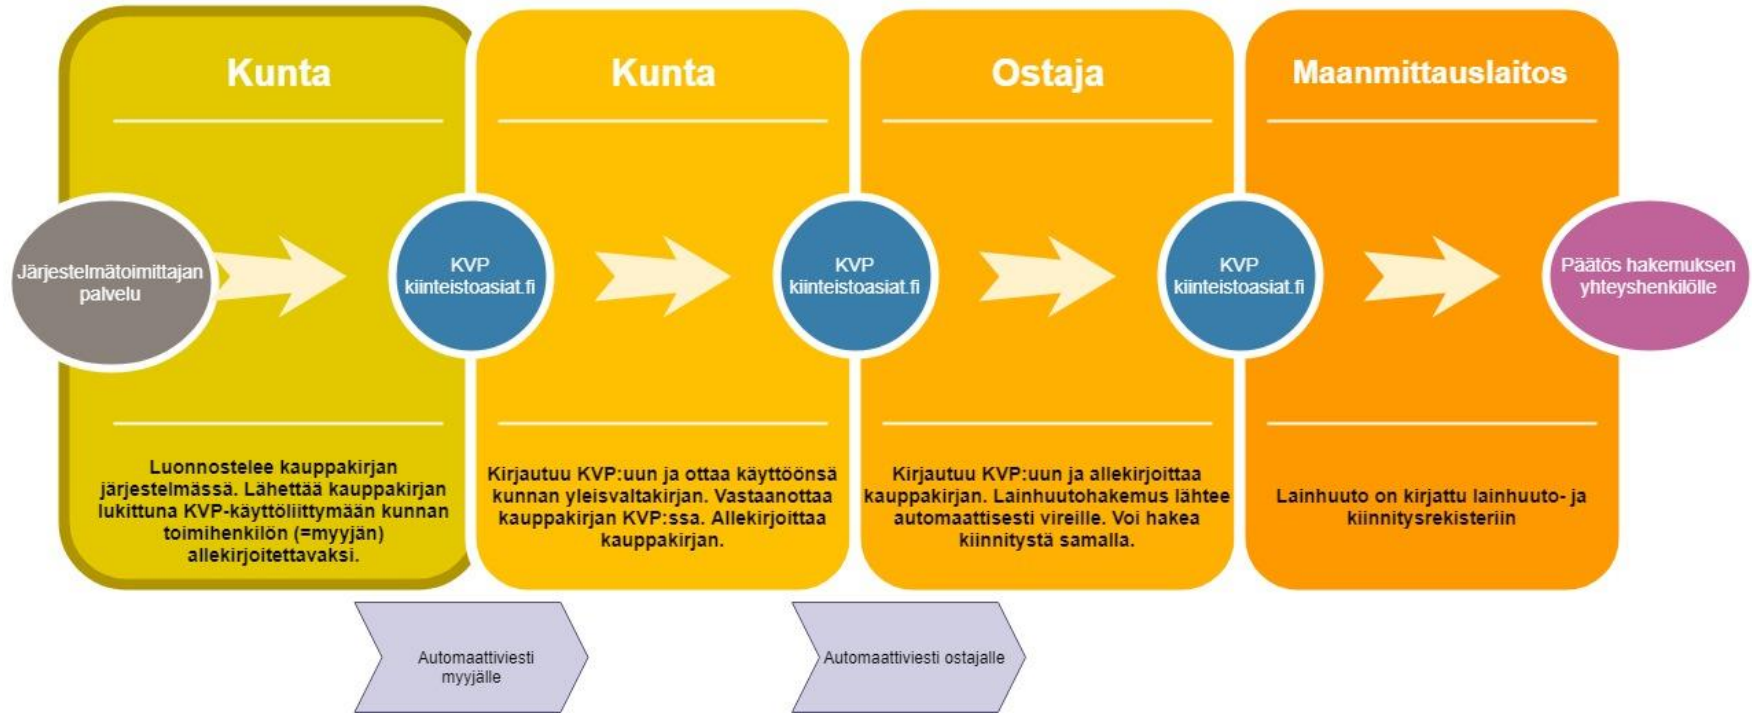 Kunta
Kunta
Ostaja
Maanmittauslaitos
Järjestelmätoimittajan
palvelu
KVP
kiinteistoasiat.fi
KVP
kiinteistoasiat.fi
KVP
kiinteistoasiat.fi
Päätös hakemuksen
yhteyshenkilölle
Luonnostelee kauppakirjan
järjestelmässä. Lähettää kauppakirjan
lukittuna KVP-käyttöliittymään kunnan
toimihenkilön (=myyjän)
allekirjoitettavaksi.
Kirjautuu KVP:uun ja ottaa käyttöönsä
kunnan yleisvaltakirjan. Vastaanottaa
kauppakirjan KVP:ssa. Allekirjoittaa
kauppakirjan.
Kirjautuu KVP:uun ja allekirjoittaa
kauppakirjan. Lainhuutohakemus lähtee
automaattisesti vireille. Voi hakea
kiinnitystä samalla.
Lainhuuto on kirjattu lainhuuto- ja
kiinnitysrekisteriin
Automaattiviesti
myyjälle
Automaattiviesti ostajalle